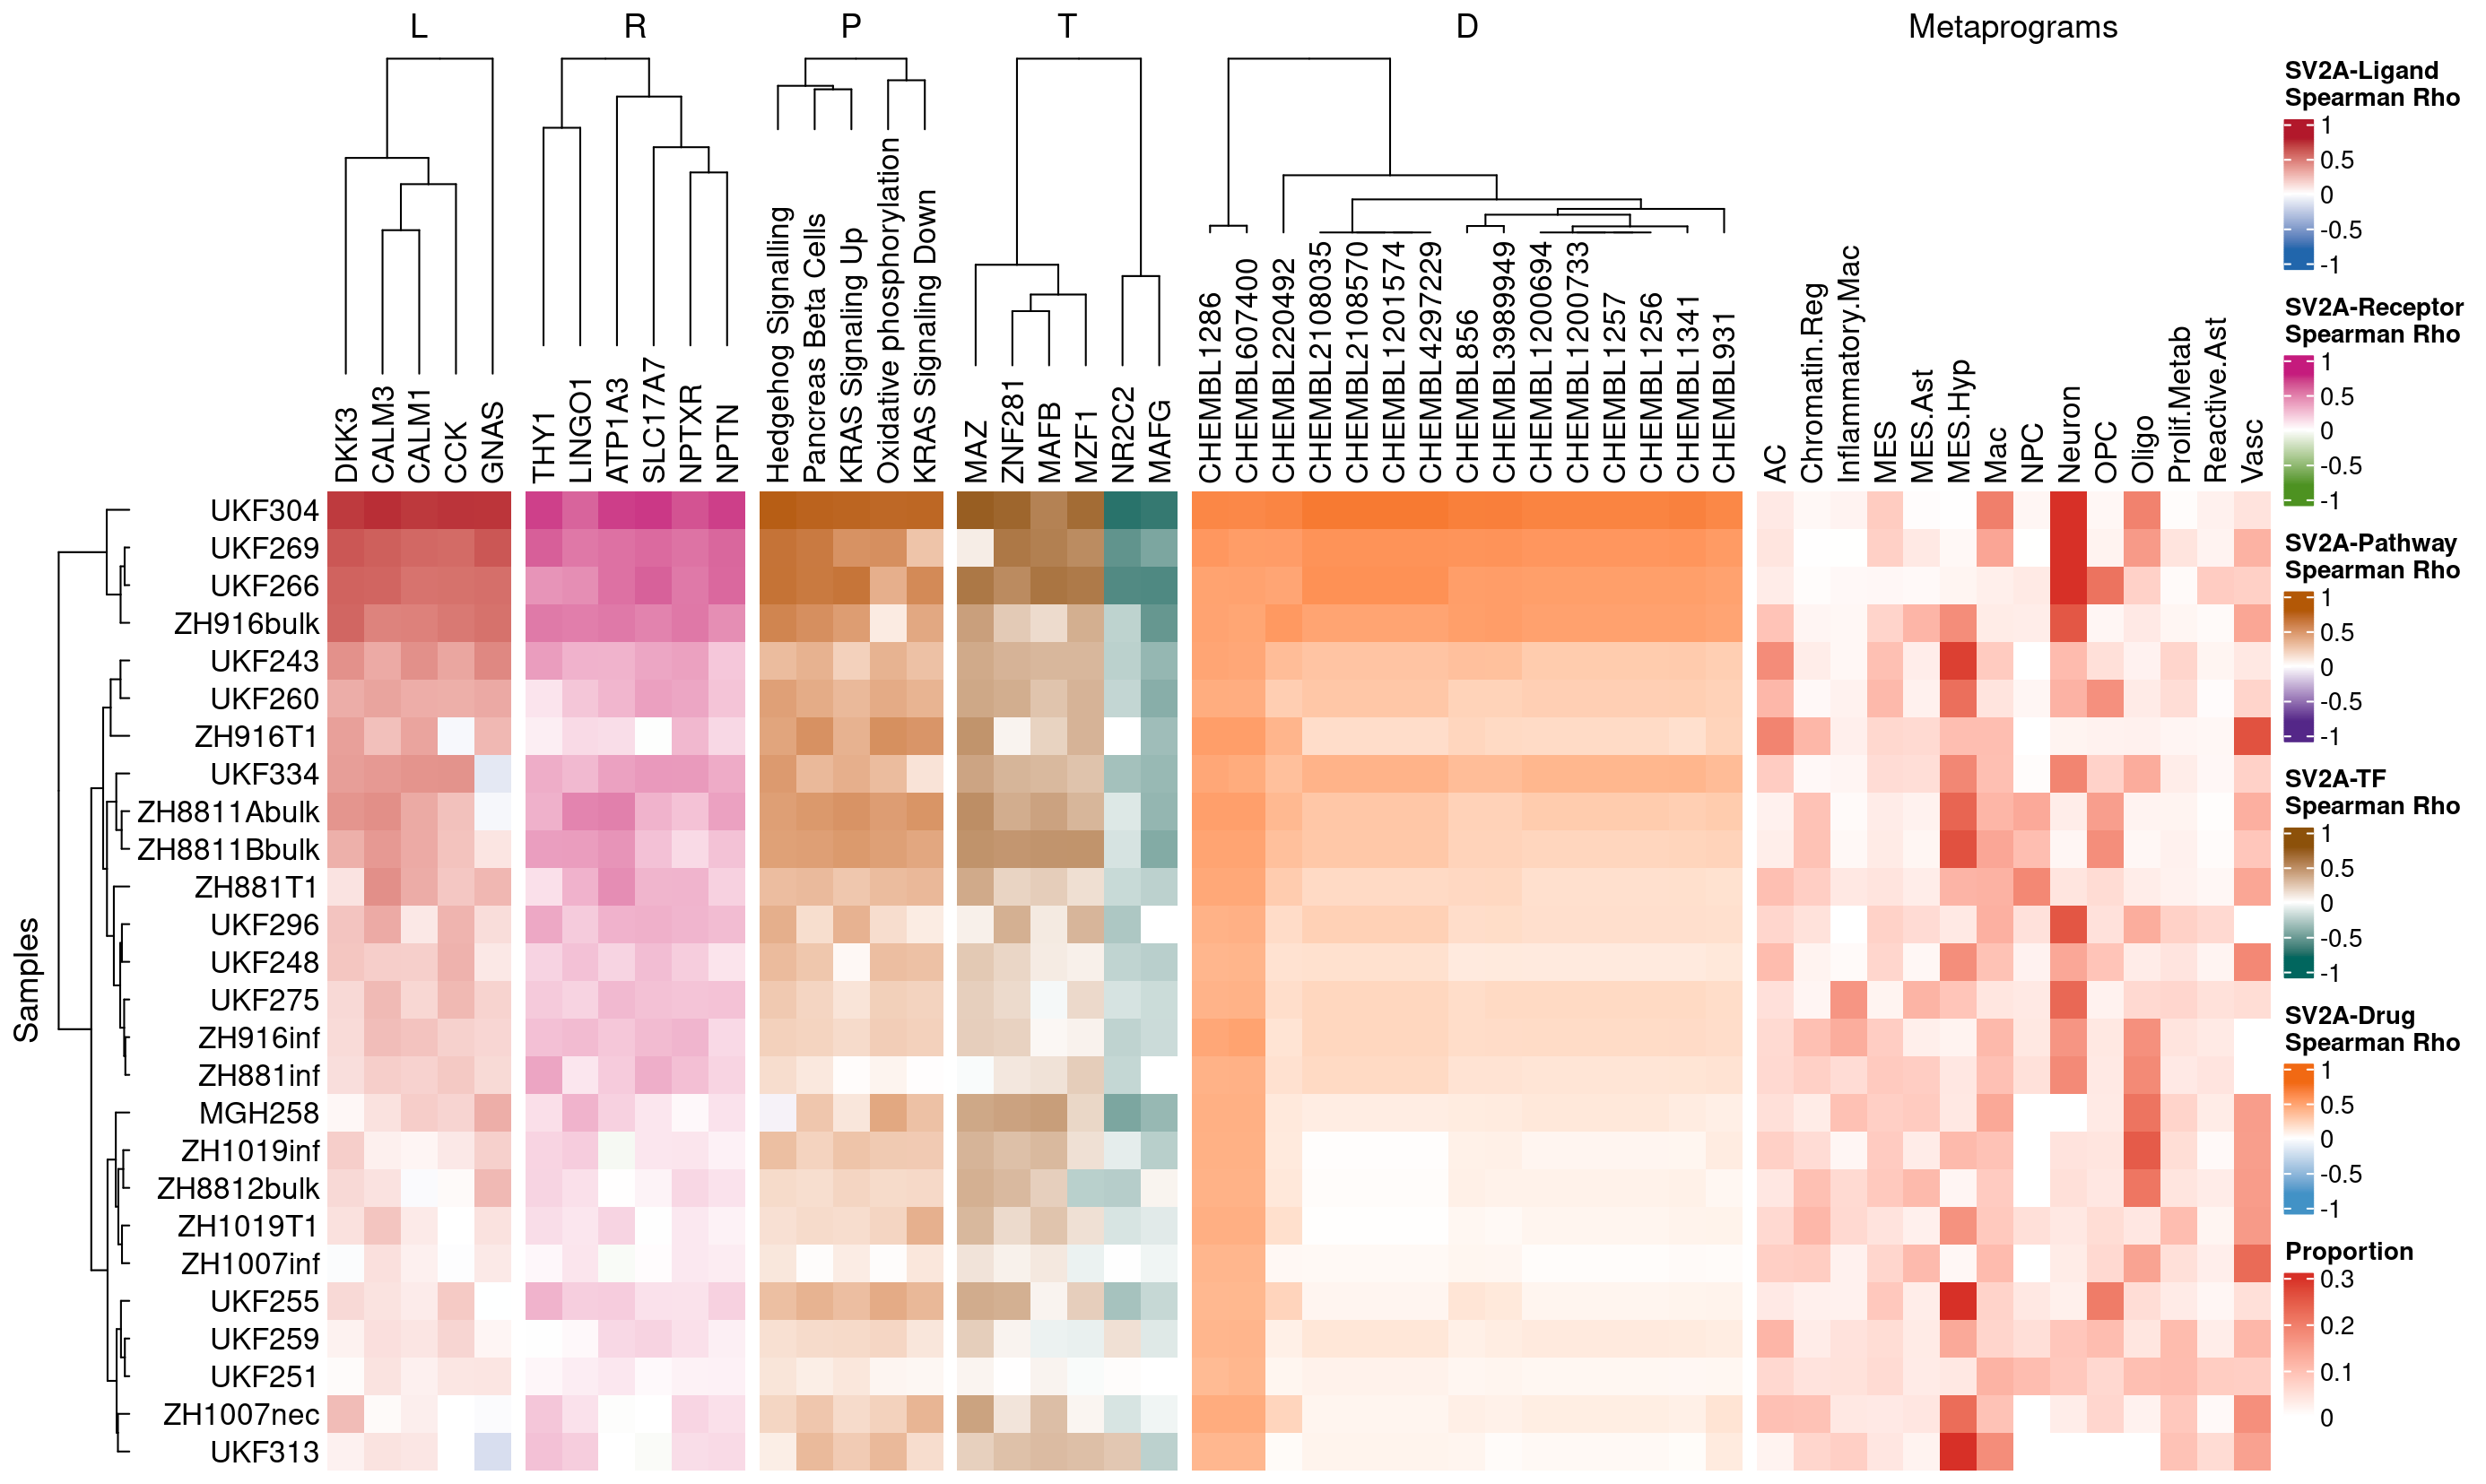 L R P T D Metaprograms
DKK3
CALM3
CALM1
CCK
GNAS
THY1
LINGO1
ATP1A3
SLC17A7
NPTXR
NPTN
Hedgehog Signalling
Pancreas Beta Cells
KRAS Signaling Up
Oxidative phosphorylation
KRAS Signaling Down
MAZ
ZNF281
MAFB
MZF1
NR2C2
MAFG
CHEMBL1286
CHEMBL607400
CHEMBL220492
CHEMBL2108035
CHEMBL2108570
CHEMBL1201574
CHEMBL4297229
CHEMBL856
CHEMBL3989949
CHEMBL1200694
CHEMBL1200733
CHEMBL1257
CHEMBL1256
CHEMBL1341
CHEMBL931
AC
Chromatin.Reg
Inflammatory.Mac
MES
MES.Ast
MES.Hyp
Mac
NPC
Neuron
OPC
Oligo
Prolif.Metab
Reactive.Ast
Vasc
Samples
UKF304
UKF269
UKF266
ZH916bulk
UKF243
UKF260
ZH916T1
UKF334
ZH8811Abulk
ZH8811Bbulk
ZH881T1
UKF296
UKF248
UKF275
ZH916inf
ZH881inf
MGH258
ZH1019inf
ZH8812bulk
ZH1019T1
ZH1007inf
UKF255
UKF259
UKF251
ZH1007nec
UKF313
SV2A-Ligand
Spearman Rho
1
0.5
0
-0.5
-1
SV2A-Receptor
Spearman Rho
1
0.5
0
-0.5
-1
SV2A-Pathway
Spearman Rho
1
0.5
0
-0.5
-1
SV2A-TF
Spearman Rho
1
0.5
0
-0.5
-1
SV2A-Drug
Spearman Rho
1
0.5
0
-0.5
-1
Proportion
0.3
0.2
0.1
0